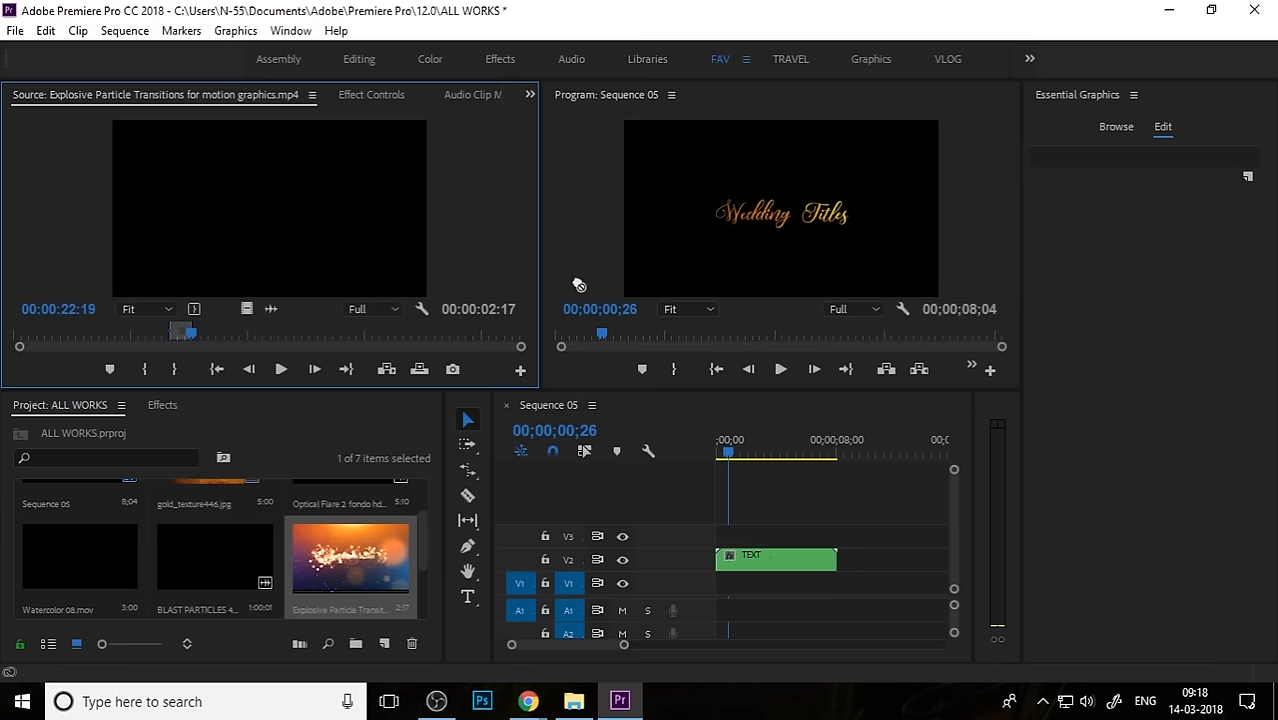 Adobe Premiere Pro CC 2018 - C:\Users\N-55\Documents\Adobe\Premiere Pro\12.0\ALL WORKS *
File Edit Clip Sequence Markers Graphics Window Help
Assembly Editing Color Effects Audio Libraries FAV TRAVEL Graphics VLOG
Source: Explosive Particle Transitions for motion graphics.mp4 Effect Controls Audio Clip M
Program: Sequence 05
Essential Graphics
Browse Edit
Wedding Titles
00:00:22:19 Fit Full 00:00:02:17
00;00;00;26 Fit Full 00;00;08;04
Project: ALL WORKS Effects
ALL WORKS.prproj
1 of 7 items selected
Sequence 05 8;04 gold_texture446.jpg 5:00 Optical Flare 2 fondo hd... 5:10
Watercolor 08.mov 3:00 BLAST PARTICLES 4... 1:00:01 Explosive Particle Transit... 2:17
× Sequence 05
00;00;00;26
;00;00 00;00;08;00 00;0
V3
V2 TEXT
V1 V1
A1 A1 M S
A2 M S
Type here to search
Ps Pr
ENG
09:18
14-03-2018